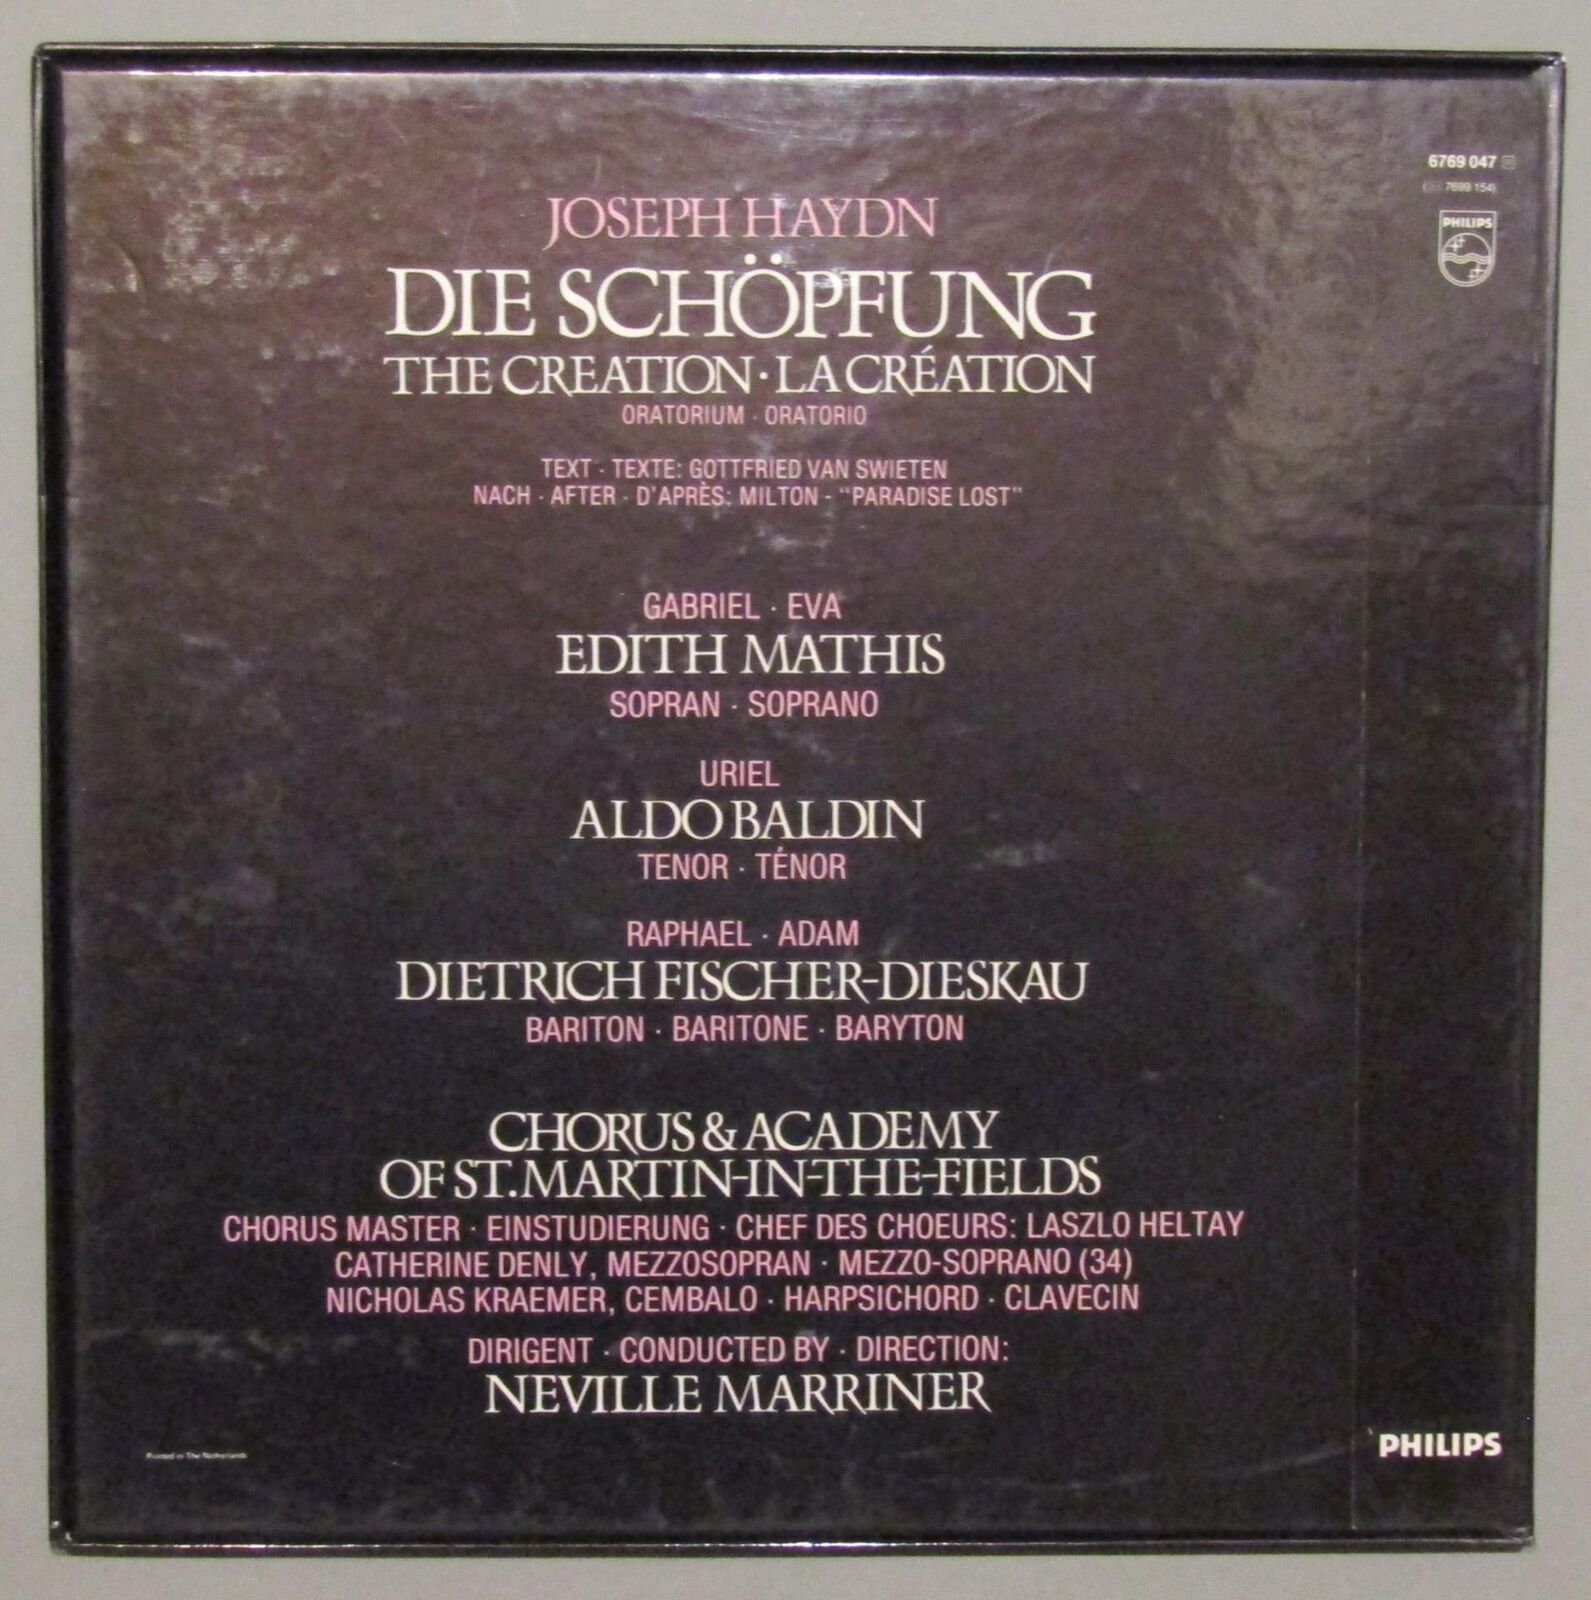 6769 047
7699 154)
PHILIPS
JOSEPH HAYDN
DIE SCHÖPFUNG
THE CREATION · LA CRÉATION
ORATORIUM · ORATORIO
TEXT · TEXTE: GOTTFRIED VAN SWIETEN
NACH · AFTER · D'APRÈS: MILTON - "PARADISE LOST"
GABRIEL · EVA
EDITH MATHIS
SOPRAN · SOPRANO
URIEL
ALDO BALDIN
TENOR · TÉNOR
RAPHAEL · ADAM
DIETRICH FISCHER-DIESKAU
BARITON · BARITONE · BARYTON
CHORUS & ACADEMY
OF ST. MARTIN-IN-THE-FIELDS
CHORUS MASTER · EINSTUDIERUNG · CHEF DES CHOEURS: LASZLO HELTAY
CATHERINE DENLY, MEZZOSOPRAN · MEZZO-SOPRANO (34)
NICHOLAS KRAEMER, CEMBALO · HARPSICHORD · CLAVECIN
DIRIGENT · CONDUCTED BY · DIRECTION:
NEVILLE MARRINER
Printed in The Netherlands
PHILIPS